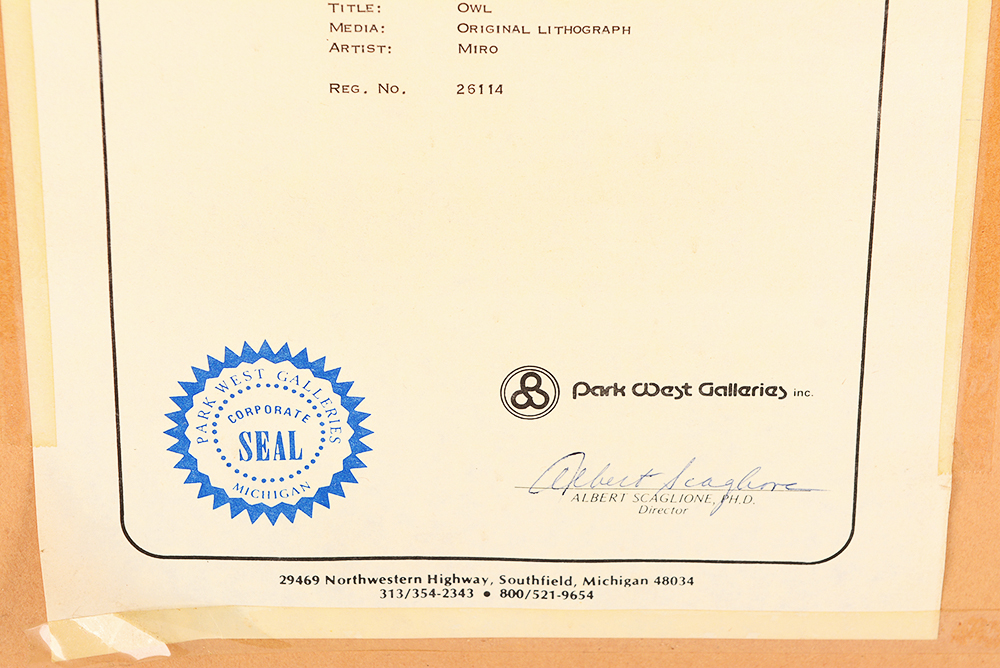 TITLE: OWL
MEDIA: ORIGINAL LITHOGRAPH
ARTIST: MIRO
REG. NO. 26114
PARK WEST GALLERIES
CORPORATE
SEAL
MICHIGAN
Park West Galleries inc.
Albert Scaglione
ALBERT SCAGLIONE, PH.D.
Director
29469 Northwestern Highway, Southfield, Michigan 48034
313/354-2343 • 800/521-9654